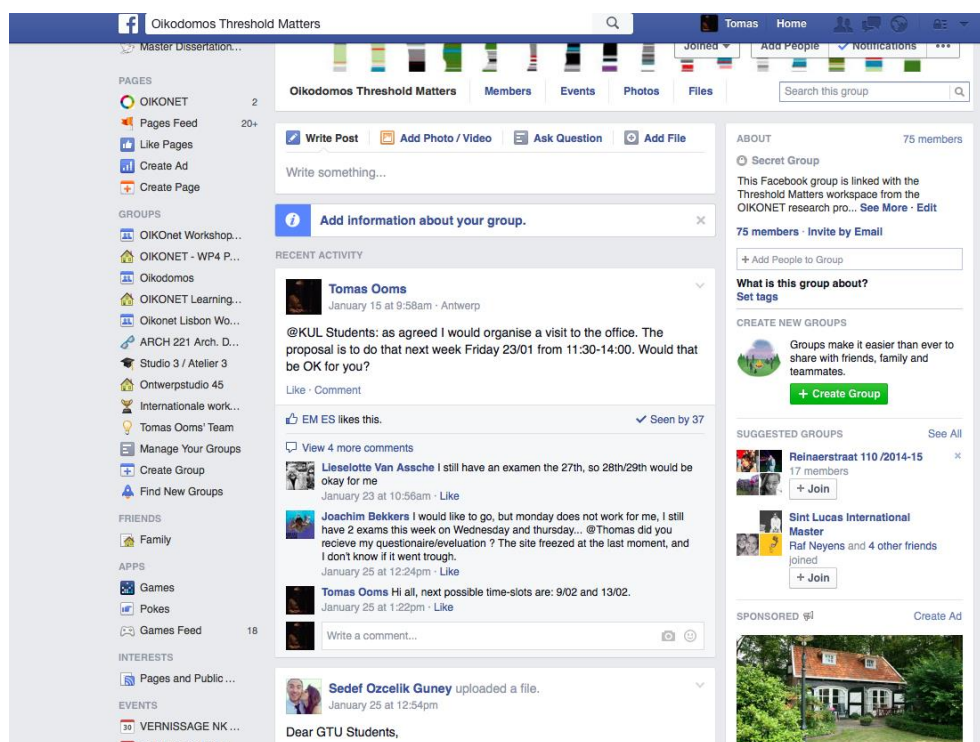 Oikodomos Threshold Matters
Tomas
Home
Master Dissertation...
PAGES
OIKONET 2
Pages Feed 20+
Like Pages
Create Ad
Create Page
GROUPS
OIKOnet Workshop...
OIKONET - WP4 P...
Oikodomos
OIKONET Learning...
Oikonet Lisbon Wo...
ARCH 221 Arch. D...
Studio 3 / Atelier 3
Ontwerpstudio 45
Internationale work...
Tomas Ooms' Team
Manage Your Groups
Create Group
Find New Groups
FRIENDS
Family
APPS
Games
Pokes
Games Feed 18
INTERESTS
Pages and Public ...
EVENTS
30 VERNISSAGE NK ...
Joined
Add People
Notifications
Oikodomos Threshold Matters
Members
Events
Photos
Files
Search this group
Write Post
Add Photo / Video
Ask Question
Add File
Write something...
Add information about your group.
RECENT ACTIVITY
Tomas Ooms
January 15 at 9:58am · Antwerp
@KUL Students: as agreed I would organise a visit to the office. The
proposal is to do that next week Friday 23/01 from 11:30-14:00. Would that
be OK for you?
Like · Comment
EM ES likes this.
Seen by 37
View 4 more comments
Lieselotte Van Assche I still have an examen the 27th, so 28th/29th would be
okay for me
January 23 at 10:56am · Like
Joachim Bekkers I would like to go, but monday does not work for me, I still
have 2 exams this week on Wednesday and thursday... @Thomas did you
recieve my questionaire/eveluation ? The site freezed at the last moment, and
I don't know if it went trough.
January 25 at 12:24pm · Like
Tomas Ooms Hi all, next possible time-slots are: 9/02 and 13/02.
January 25 at 1:22pm · Like
Write a comment...
Sedef Ozcelik Guney uploaded a file.
January 25 at 12:54pm
Dear GTU Students,
ABOUT
75 members
Secret Group
This Facebook group is linked with the
Threshold Matters workspace from the
OIKONET research pro... See More · Edit
75 members · Invite by Email
+ Add People to Group
What is this group about?
Set tags
CREATE NEW GROUPS
Groups make it easier than ever to
share with friends, family and
teammates.
+ Create Group
SUGGESTED GROUPS
See All
Reinaerstraat 110 /2014-15
17 members
+ Join
Sint Lucas International
Master
Raf Neyens and 4 other friends
joined
+ Join
SPONSORED
Create Ad